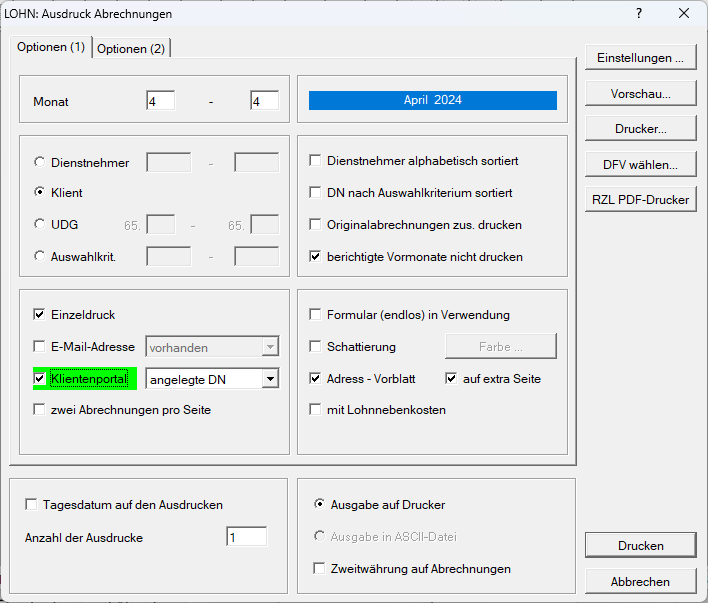 LOHN: Ausdruck Abrechnungen
?
Optionen (1)
Optionen (2)
Monat 4 - 4
April 2024
Dienstnehmer -
Klient
UDG 65. - 65.
Auswahlkrit. -
Dienstnehmer alphabetisch sortiert
DN nach Auswahlkriterium sortiert
Originalabrechnungen zus. drucken
berichtigte Vormonate nicht drucken
Einzeldruck
E-Mail-Adresse vorhanden
Klientenportal angelegte DN
zwei Abrechnungen pro Seite
Formular (endlos) in Verwendung
Schattierung Farbe ...
Adress - Vorblatt auf extra Seite
mit Lohnnebenkosten
Tagesdatum auf den Ausdrucken
Anzahl der Ausdrucke 1
Ausgabe auf Drucker
Ausgabe in ASCII-Datei
Zweitwährung auf Abrechnungen
Einstellungen ...
Vorschau...
Drucker...
DFV wählen...
RZL PDF-Drucker
Drucken
Abbrechen